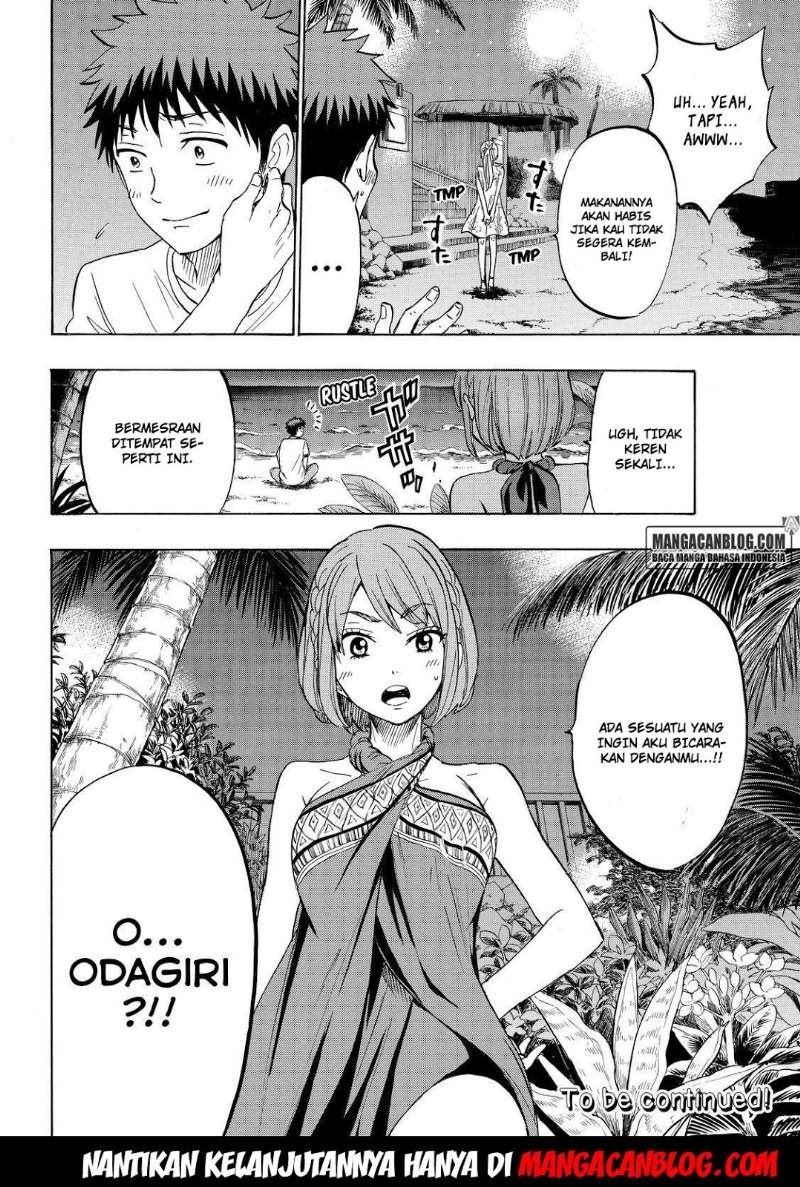 UH... YEAH,
TAPI...
AWWW...
MAKANANNYA
AKAN HABIS
JIKA KAU TIDAK
SEGERA KEM-
BALI!
TMP
すた
TMP
すた
...
UGH, TIDAK
KEREN
SEKALI...
RUSTLE
ガサッ
BERMESRAAN
DITEMPAT SE-
PERTI INI.
MANGACANBLOG.COM
BACA MANGA BAHASA INDONESIA
ADA SESUATU YANG
INGIN AKU BICARA-
KAN DENGANMU...!!
O...
ODAGIRI
?!!
To be continued!
NANTIKAN KELANJUTANNYA HANYA DI MANGACANBLOG.COM